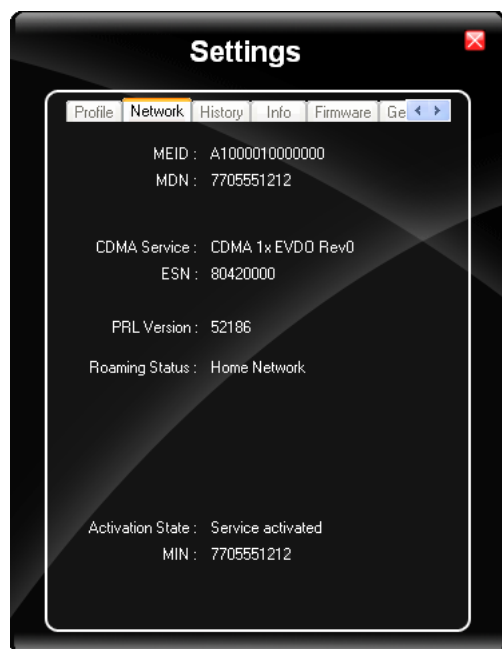 Settings
Profile Network History Info Firmware Ge
MEID : A1000010000000
MDN : 7705551212
CDMA Service : CDMA 1x EVDO Rev0
ESN : 80420000
PRL Version : 52186
Roaming Status : Home Network
Activation State : Service activated
MIN : 7705551212